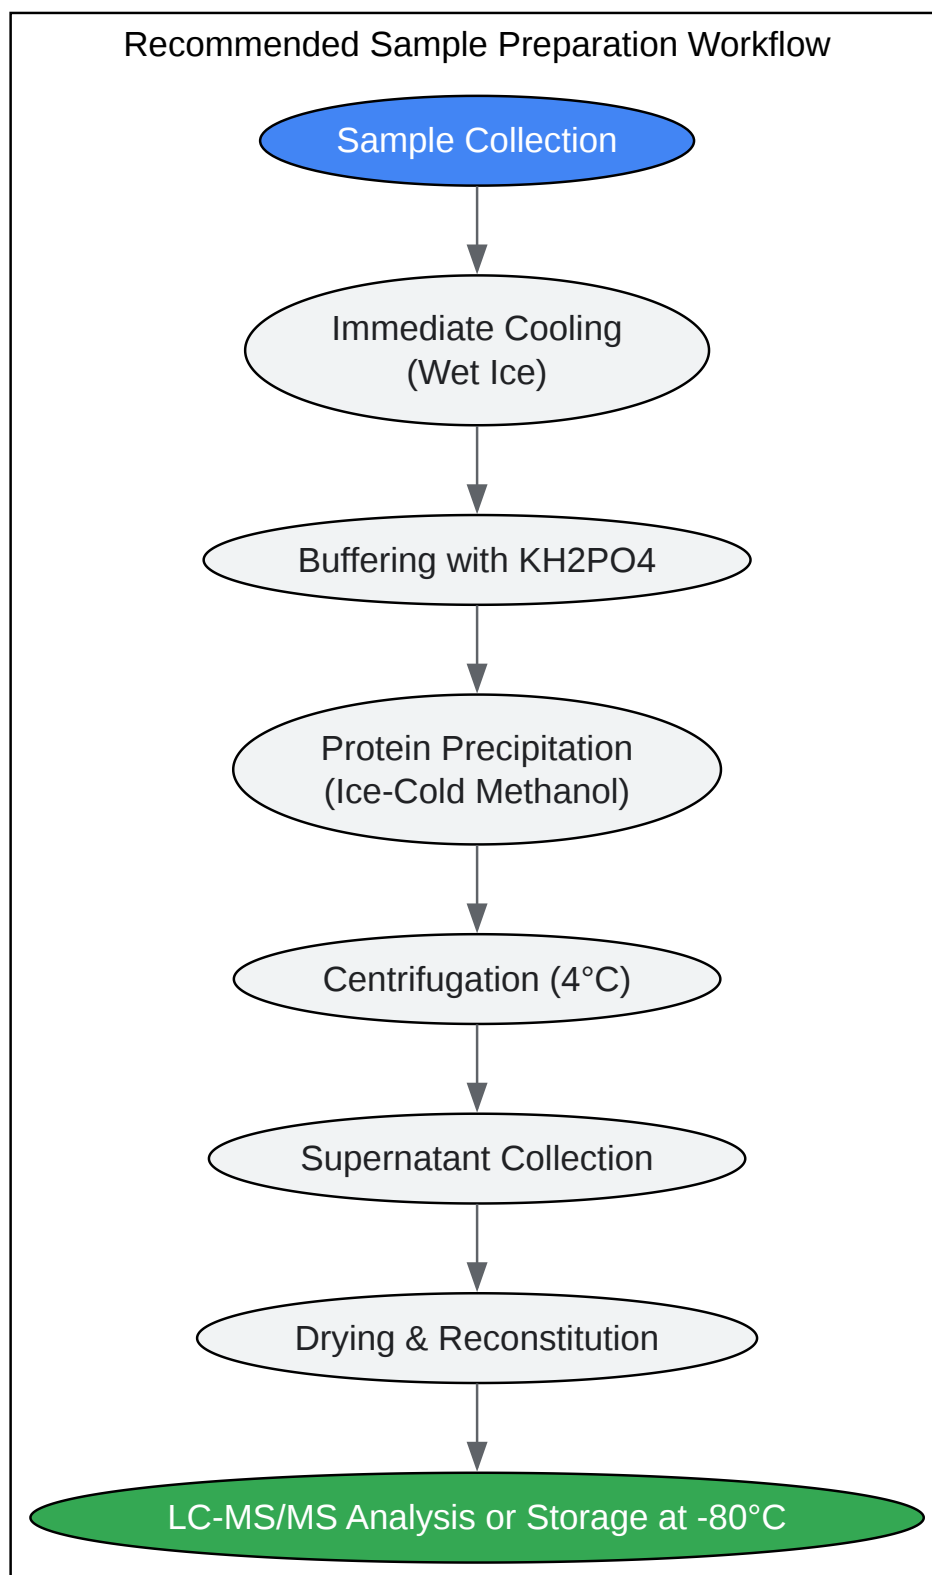 Recommended Sample Preparation Workflow
Sample Collection
Immediate Cooling
(Wet Ice)
Buffering with KH2PO4
Protein Precipitation
(Ice-Cold Methanol)
Centrifugation (4°C)
Supernatant Collection
Drying & Reconstitution
LC-MS/MS Analysis or Storage at -80°C